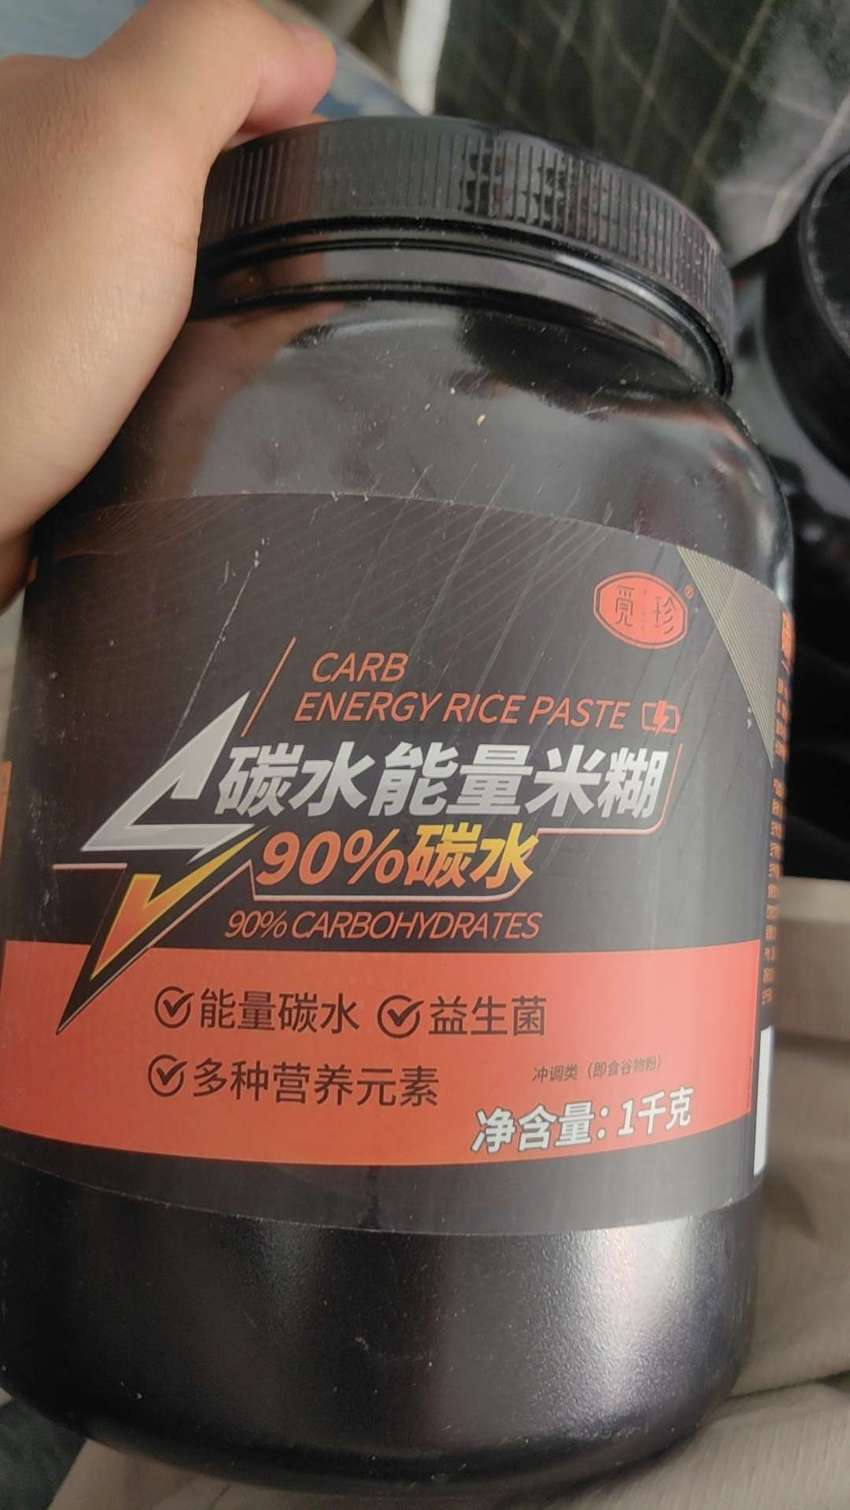 觅珍
®
CARB
ENERGY RICE PASTE
碳水能量米糊
90%碳水
90% CARBOHYDRATES
能量碳水 益生菌
多种营养元素
冲调类（即食谷物粉）
净含量：1千克